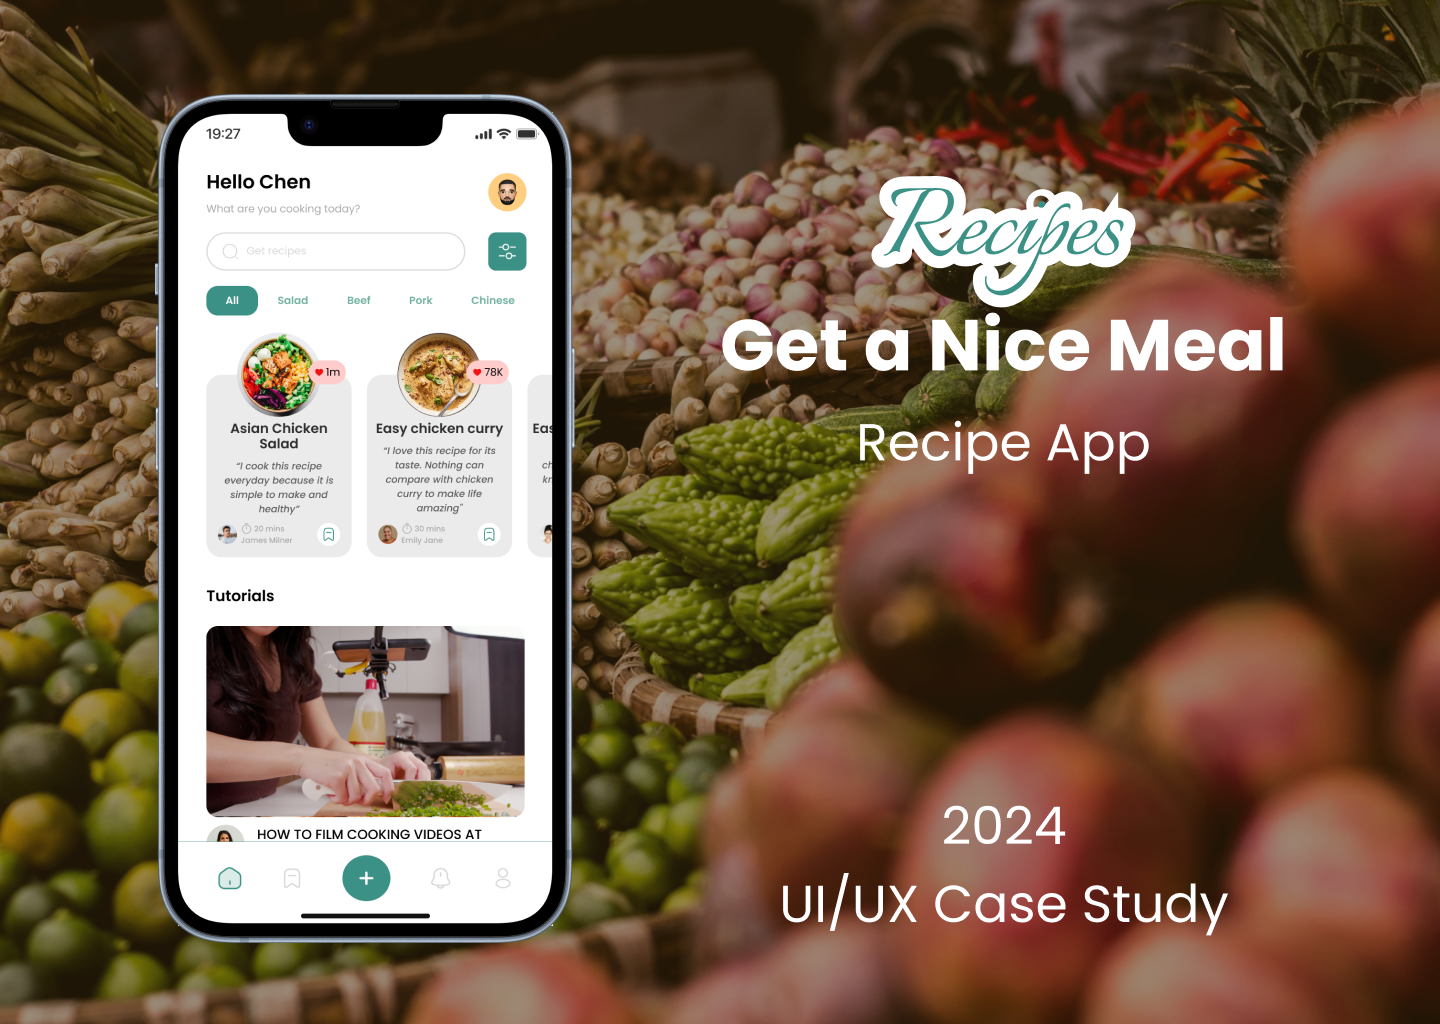 19:27
Hello Chen
What are you cooking today?
Get recipes
All
Salad
Beef
Pork
Chinese
1m
Asian Chicken
Salad
“I cook this recipe
everyday because it is
simple to make and
healthy”
20 mins
James Milner
78K
Easy chicken curry
“I love this recipe for its
taste. Nothing can
compare with chicken
curry to make life
amazing"
30 mins
Emily Jane
Eas
ch
kn
Tutorials
HOW TO FILM COOKING VIDEOS AT
Recipes
Get a Nice Meal
Recipe App
2024
UI/UX Case Study